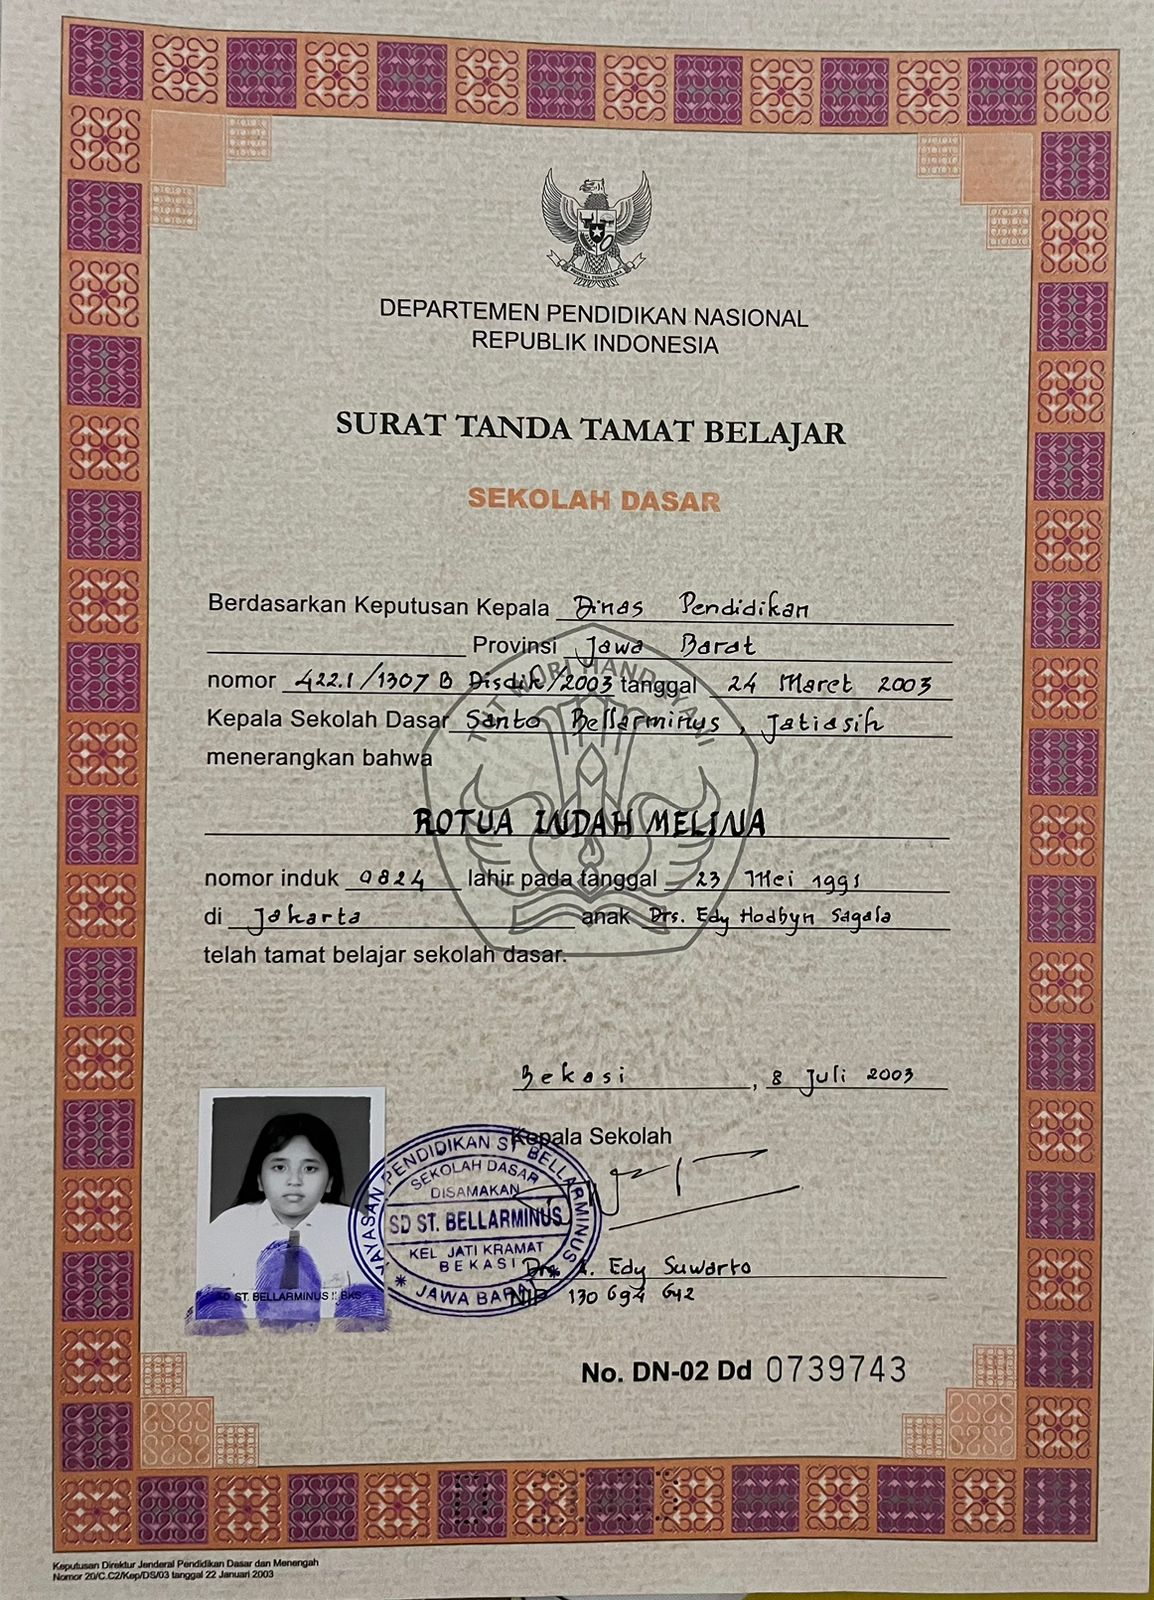 DEPARTEMEN PENDIDIKAN NASIONAL
REPUBLIK INDONESIA
SURAT TANDA TAMAT BELAJAR
SEKOLAH DASAR
Berdasarkan Keputusan Kepala Dinas Pendidikan
Provinsi Jawa Barat
nomor 422.1/1307 B Disdik/2003 tanggal 24 Maret 2003
Kepala Sekolah Dasar Santo Bellarminus, Jatiasih
menerangkan bahwa
ROTUA INDAH MELINA
nomor induk 0824 lahir pada tanggal 23 Mei 1991
di Jakarta anak Drs. Edy Hodbyn Sagala
telah tamat belajar sekolah dasar.
Bekasi, 8 Juli 2003
Kepala Sekolah
YAYASAN PENDIDIKAN ST BELLARMINUS
SEKOLAH DASAR
DISAMAKAN
SD ST. BELLARMINUS
KEL JATI KRAMAT
BEKASI
* JAWA BARAT *
Edy Suwarto
NIP 130 694 642
SD ST. BELLARMINUS BKS
No. DN-02 Dd 0739743
Keputusan Direktur Jenderal Pendidikan Dasar dan Menengah
Nomor 20/C.C2/Kep/DS/03 tanggal 22 Januari 2003